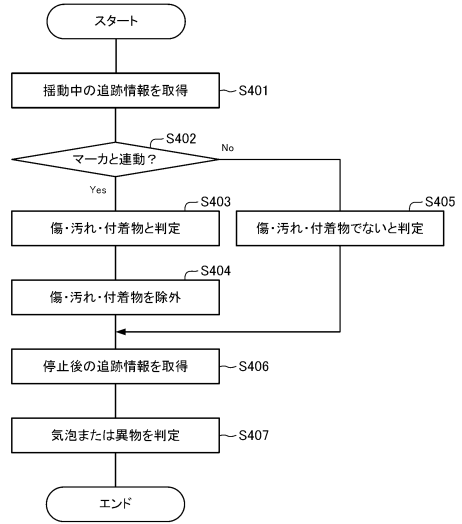 スタート
揺動中の追跡情報を取得
S401
マーカと連動？
S402
No
Yes
傷・汚れ・付着物と判定
S403
傷・汚れ・付着物でないと判定
S405
傷・汚れ・付着物を除外
S404
停止後の追跡情報を取得
S406
気泡または異物を判定
S407
エンド